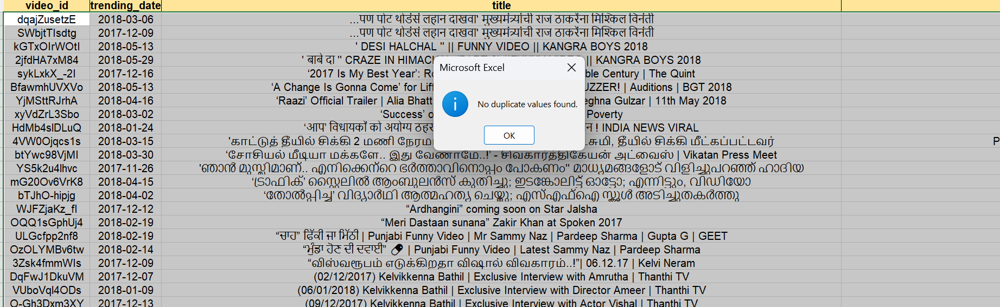 video_id trending_date title
dqajZusetzE 2018-03-06 ...पण पोट थोडंसं लहान दाखवा' मुख्यमंत्र्यांची राज ठाकरेंना मिश्किल विनंती
SWbjtTIsdtg 2017-12-09 ...पण पोट थोडंसं लहान दाखवा' मुख्यमंत्र्यांची राज ठाकरेंना मिश्किल विनंती
kGTxOIrWOtI 2018-05-13 ' DESI HALCHAL '' || FUNNY VIDEO || KANGRA BOYS 2018
2jfdHA7xM84 2018-05-29 ' बाबे दा '' CRAZE IN HIMACH || KANGRA BOYS 2018
sykLxkX_-2I 2017-12-16 ‘2017 Is My Best Year’: Ro ble Century | The Quint
BfawmhUVXVo 2018-05-13 ‘A Change Is Gonna Come’ for Lif UZZER! | Auditions | BGT 2018
YjMSttRJrhA 2018-04-16 ‘Raazi’ Official Trailer | Alia Bhatt eghna Gulzar | 11th May 2018
xyVdZrL3Sbo 2018-03-02 ‘Success’ o Poverty
HdMb4slDLuQ 2018-01-24 ‘आप’ विधायकों को अयोग्य ठहर न ! INDIA NEWS VIRAL
4VW0Ojqcs1s 2018-03-15 'காட்டுத் தீயில் சிக்கி 2 மணி நேரம டசுமி, தீயில் சிக்கி மீட்கப்பட்டவர் P
btYwc98VjMI 2018-03-30 ‘சோசியல் மீடியா மக்களே.. இது வேணாமே..!’ - சிவகார்த்திகேயன் அட்வைஸ் | Vikatan Press Meet
YS5k2u4lhvc 2017-11-26 'ഞാൻ മുസ്ലിമാണ്.. എനിക്കെന്റെ ഭർത്താവിനൊപ്പം പോകണം'' മാധ്യമങ്ങളോട് വിളിച്ചുപറഞ്ഞ് ഹാദിയ
mG20Ov6VrK8 2018-04-15 ‘ട്രാഫിക്’ സ്റ്റൈലിൽ ആംബുലൻസ് കുതിച്ചു; ഇടങ്കോലിട്ട് ഓട്ടോ; എന്നിട്ടും, വിഡിയോ
bTJhO-hipjg 2018-04-02 ‘തോൽപ്പിച്ച’ വിദ്യാർഥി ആത്മഹത്യ ചെയ്തു; എസ്എഫ്ഐ സ്കൂൾ അടിച്ചുതകർത്തു
WJFZjaKz_fI 2017-12-12 “Ardhangini” coming soon on Star Jalsha
OQQ1sGphUj4 2018-02-19 “Meri Dastaan sunana” Zakir Khan at Spoken 2017
ULGcfpp2nf8 2018-02-19 “ਚਾਹ” ਫਿੱਕੀ ਜਾ ਮਿੱਠੀ | Punjabi Funny Video | Mr Sammy Naz | Pardeep Sharma | Gupta G | GEET
OzOLYMBv6tw 2018-02-14 “ਮੁੰਡਾ ਹੋਣ ਦੀ ਦਵਾਈ” 💊 | Punjabi Funny Video | Latest Sammy Naz | Pardeep Sharma
3Zsk4fmmWIs 2017-12-09 “விஸ்வரூபம் எடுக்கிறதா விஷால் விவகாரம்..!”| 06.12.17 | Kelvi Neram
DqFwJ1DkuVM 2017-12-07 (02/12/2017) Kelvikkenna Bathil | Exclusive Interview with Amrutha | Thanthi TV
VUboVql4ODs 2018-01-09 (06/01/2018) Kelvikkenna Bathil | Exclusive Interview with Director Ameer | Thanthi TV
O-Gh3Dxm3XY 2017-12-13 (09/12/2017) Kelvikkenna Bathil | Exclusive Interview with Actor Vishal | Thanthi TV
Microsoft Excel
No duplicate values found.
OK